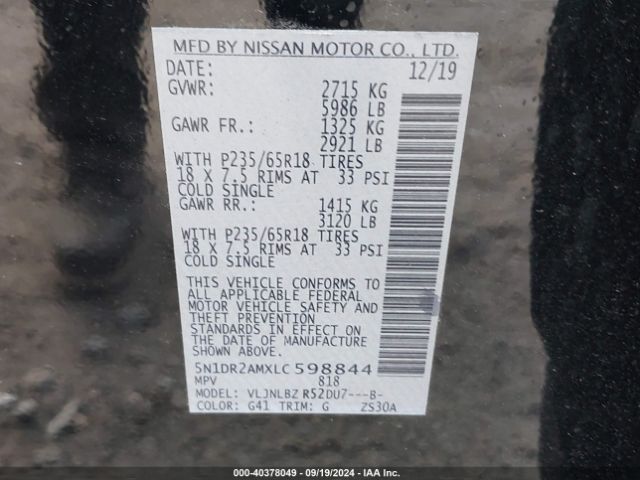 MFD BY NISSAN MOTOR CO., LTD.
DATE: 12/19
GVWR: 2715 KG
5986 LB
GAWR FR.: 1325 KG
2921 LB
WITH P235/65R18 TIRES
18 X 7.5 RIMS AT 33 PSI
COLD SINGLE
GAWR RR.: 1415 KG
3120 LB
WITH P235/65R18 TIRES
18 X 7.5 RIMS AT 33 PSI
COLD SINGLE
THIS VEHICLE CONFORMS TO
ALL APPLICABLE FEDERAL
MOTOR VEHICLE SAFETY AND
THEFT PREVENTION
STANDARDS IN EFFECT ON
THE DATE OF MANUFACTURE
SHOWN ABOVE.
5N1DR2AMXLC598844
MPV 818
MODEL: VLJNLBZ R52DU7---B-
COLOR: G41 TRIM: G ZS30A
000-40378049 - 09/19/2024 - IAA Inc.